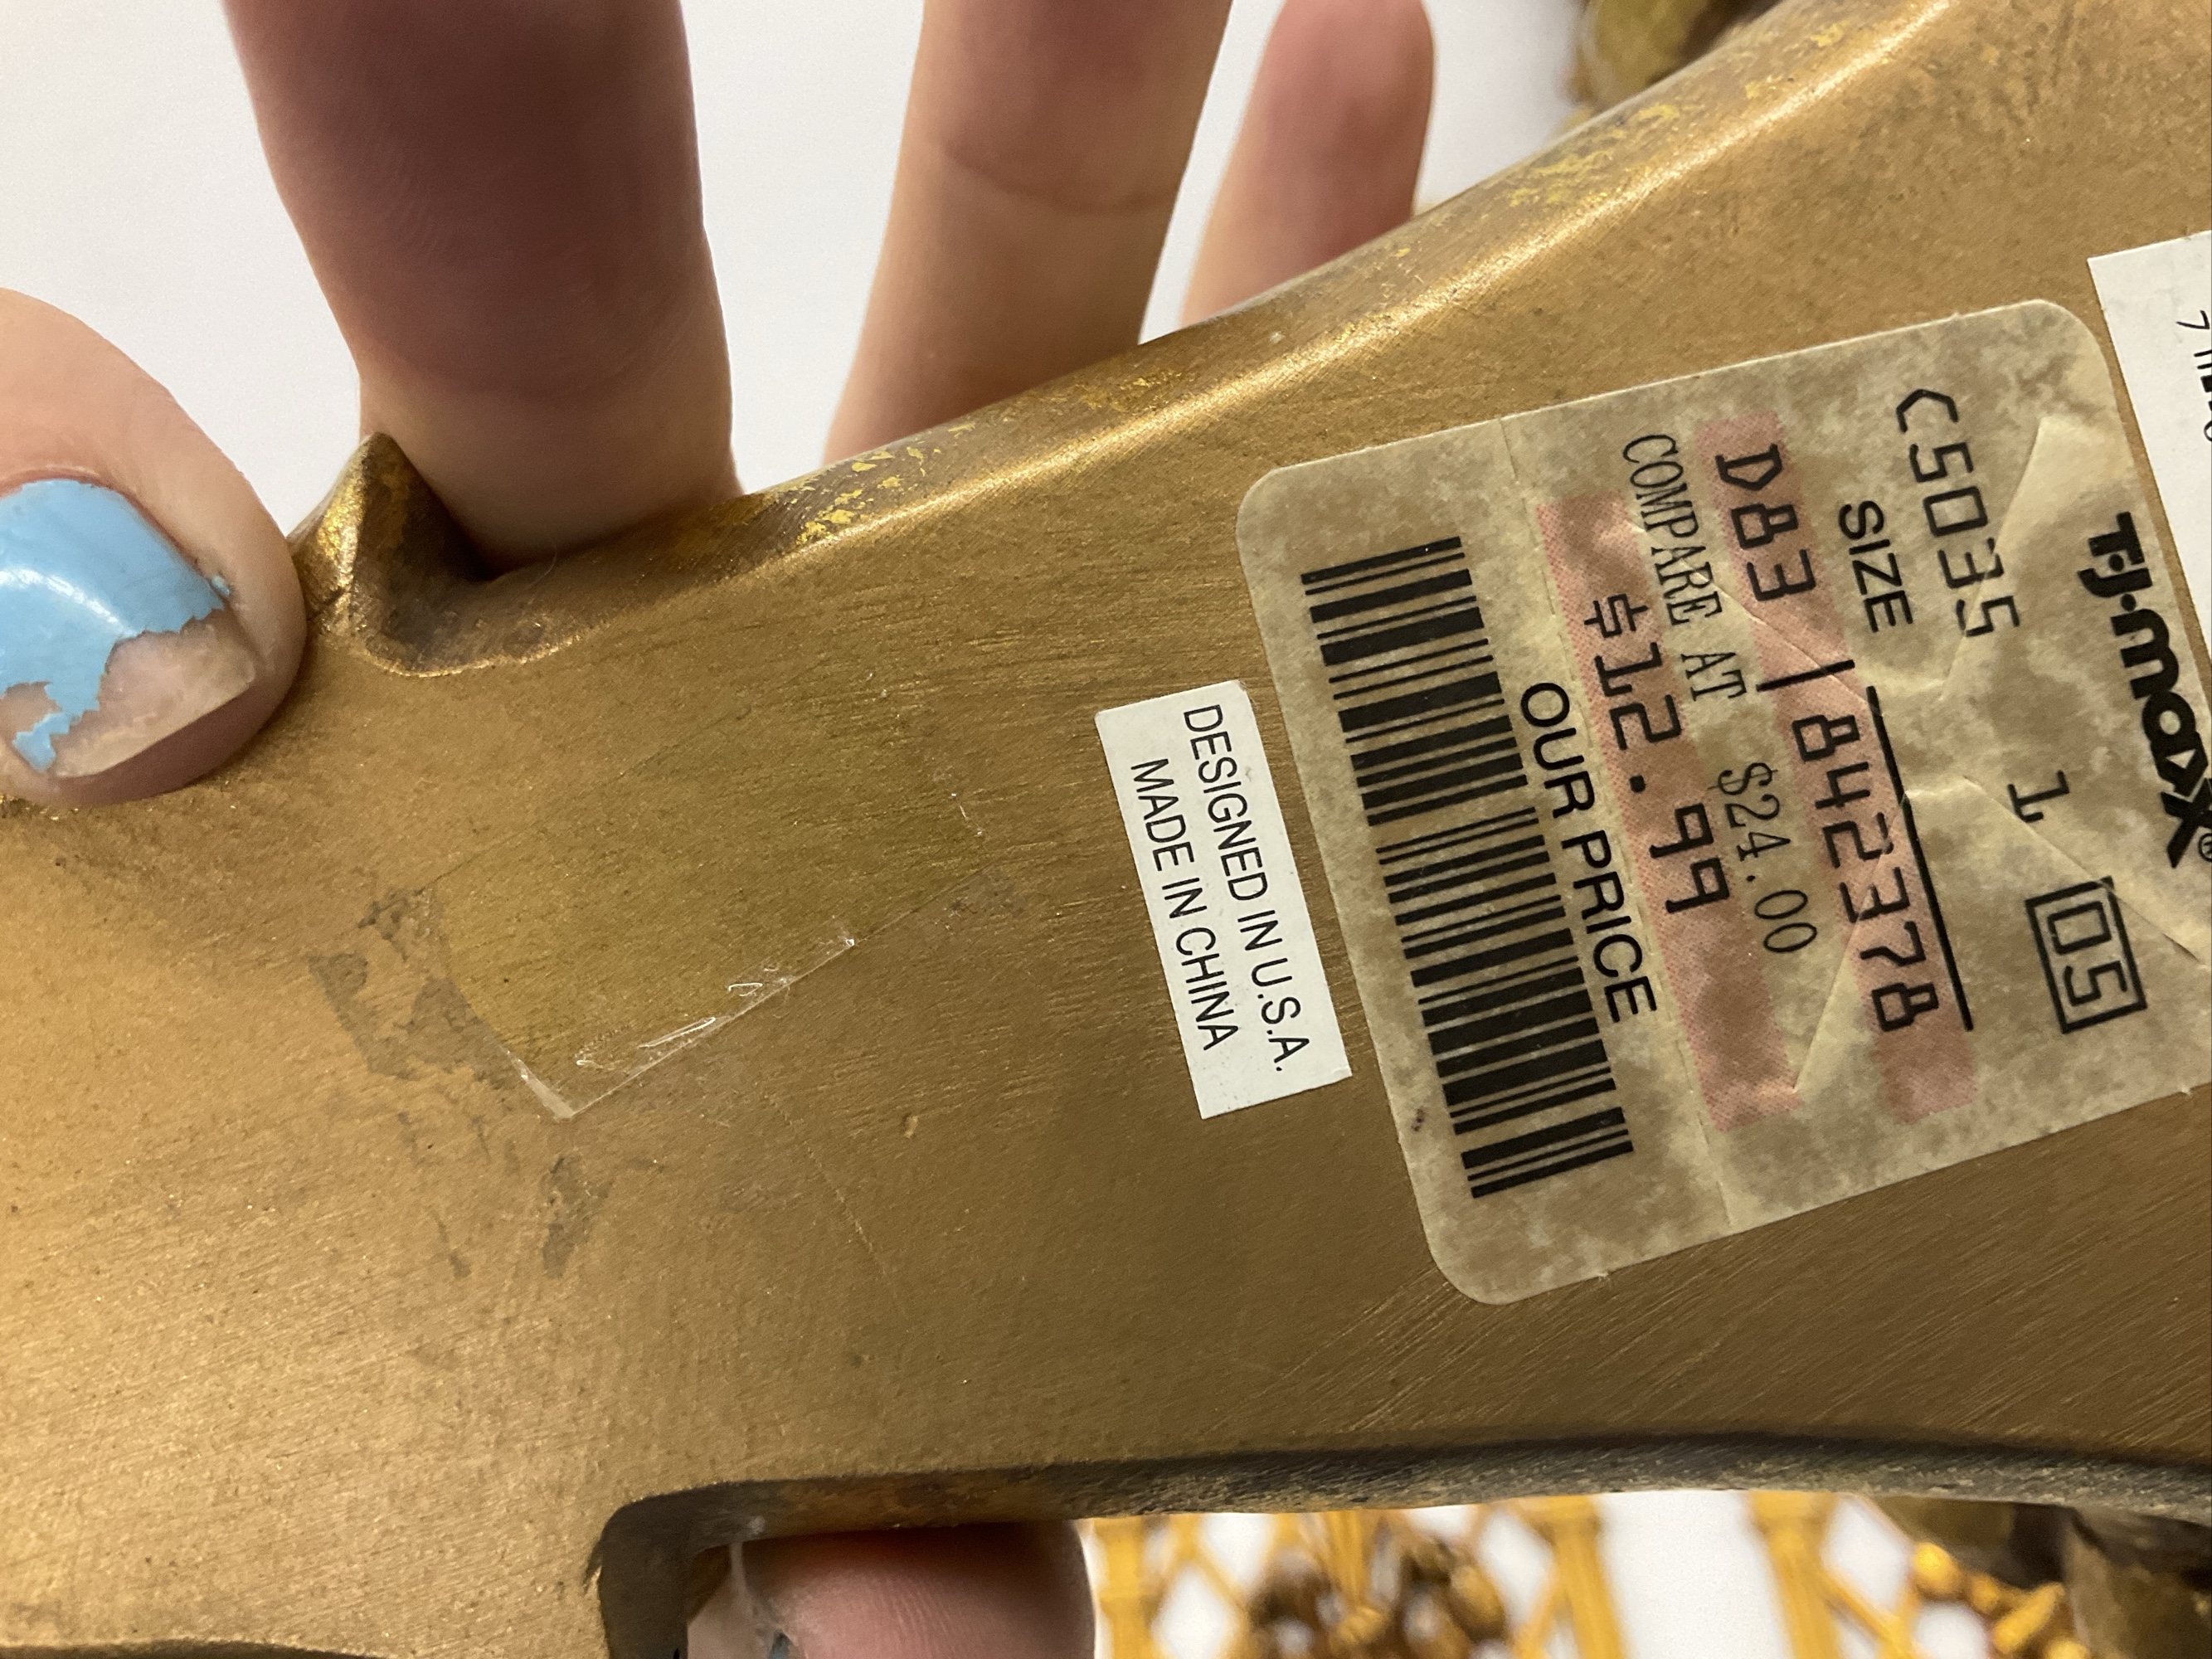 T·J·maxx®
C5035 1 05
SIZE
D83 | 842378
COMPARE AT $24.00
$12.99
OUR PRICE
DESIGNED IN U.S.A.
MADE IN CHINA